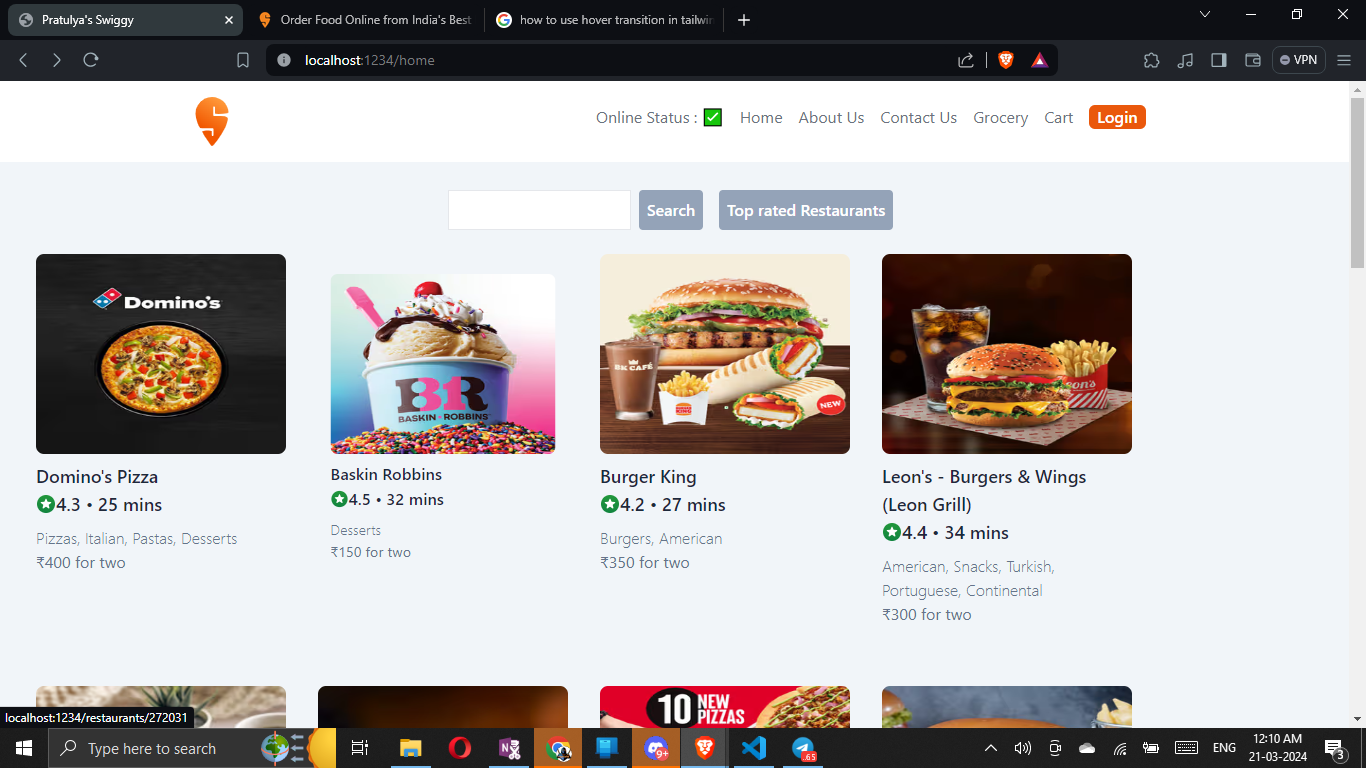 Pratulya's Swiggy
Order Food Online from India's Best
how to use hover transition in tailwin
localhost:1234/home
VPN
Online Status : ✅ Home About Us Contact Us Grocery Cart Login
Search Top rated Restaurants
Domino's
BK CAFÉ
BURGER KING
NEW
BR
BASKIN ROBBINS
Leon's
Domino's Pizza
4.3 • 25 mins
Pizzas, Italian, Pastas, Desserts
₹400 for two
Baskin Robbins
4.5 • 32 mins
Desserts
₹150 for two
Burger King
4.2 • 27 mins
Burgers, American
₹350 for two
Leon's - Burgers & Wings
(Leon Grill)
4.4 • 34 mins
American, Snacks, Turkish,
Portuguese, Continental
₹300 for two
10 NEW
PIZZAS
localhost:1234/restaurants/272031
Type here to search
N
9+
.65
ENG
12:10 AM
21-03-2024
3